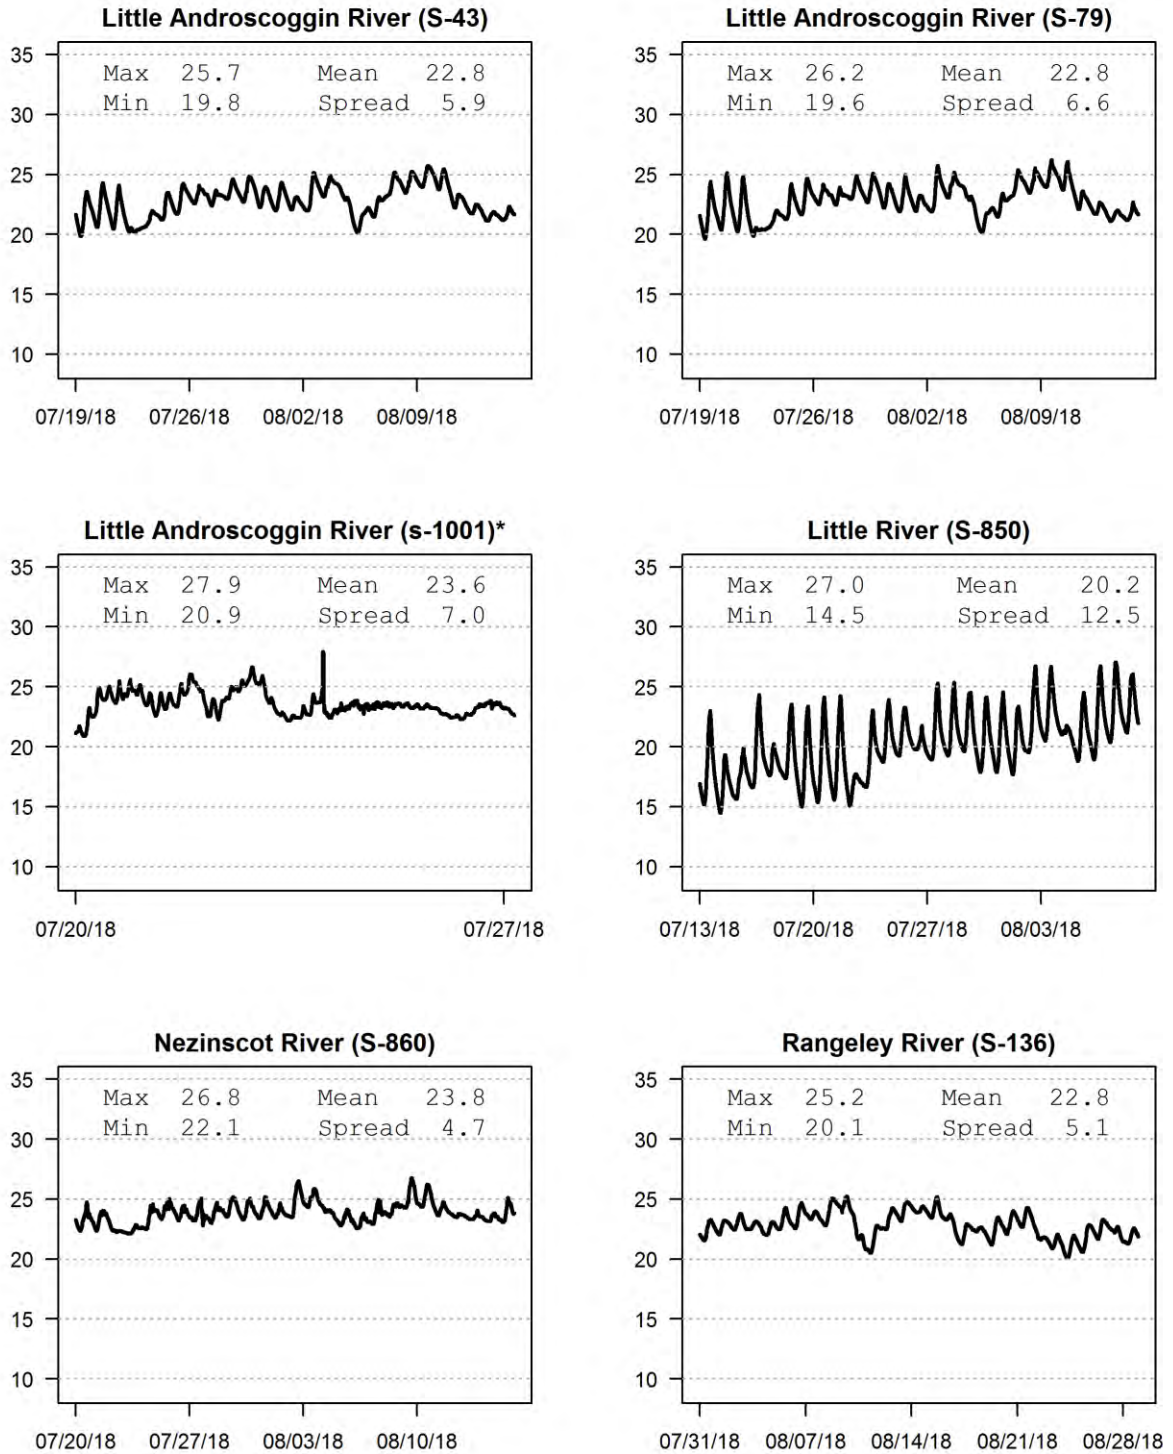 Little Androscoggin River (S-43)
35
30
25
20
15
10
Max 25.7 Mean 22.8
Min 19.8 Spread 5.9
07/19/18 07/26/18 08/02/18 08/09/18
Little Androscoggin River (S-79)
35
30
25
20
15
10
Max 26.2 Mean 22.8
Min 19.6 Spread 6.6
07/19/18 07/26/18 08/02/18 08/09/18
Little Androscoggin River (s-1001)*
35
30
25
20
15
10
Max 27.9 Mean 23.6
Min 20.9 Spread 7.0
07/20/18 07/27/18
Little River (S-850)
35
30
25
20
15
10
Max 27.0 Mean 20.2
Min 14.5 Spread 12.5
07/13/18 07/20/18 07/27/18 08/03/18
Nezinscot River (S-860)
35
30
25
20
15
10
Max 26.8 Mean 23.8
Min 22.1 Spread 4.7
07/20/18 07/27/18 08/03/18 08/10/18
Rangeley River (S-136)
35
30
25
20
15
10
Max 25.2 Mean 22.8
Min 20.1 Spread 5.1
07/31/18 08/07/18 08/14/18 08/21/18 08/28/18